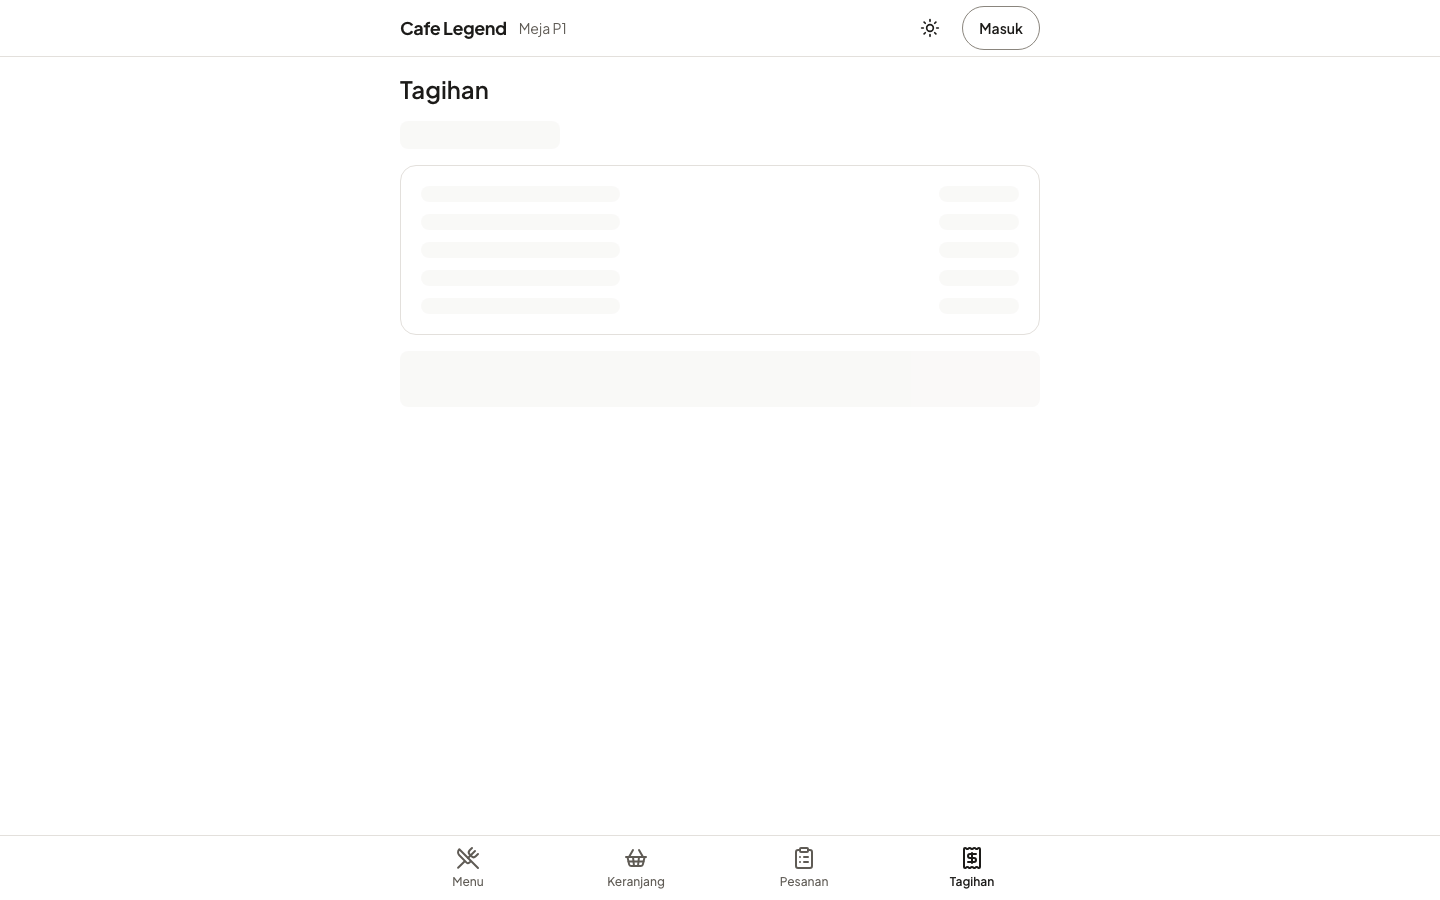 Cafe Legend Meja P1
Masuk
Tagihan
Menu
Keranjang
Pesanan
Tagihan